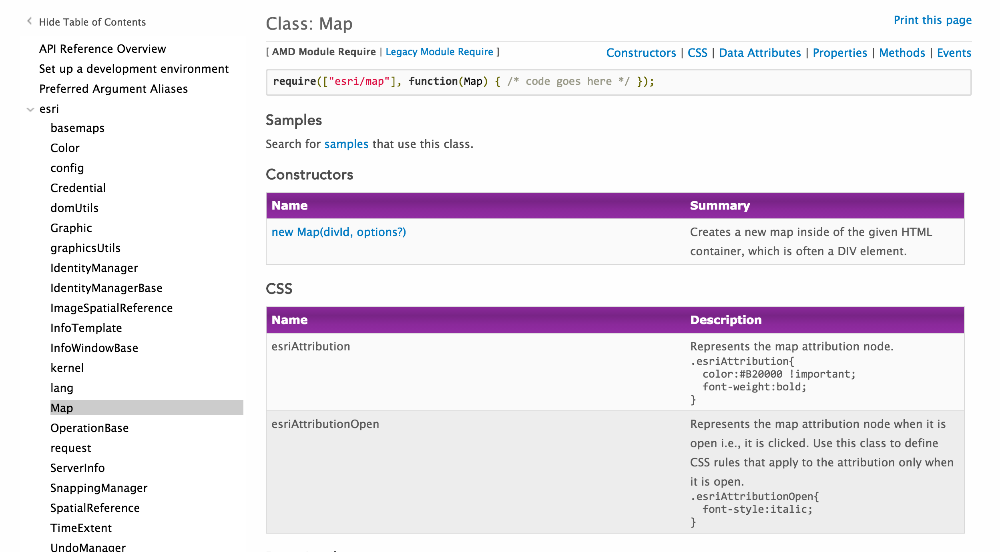 Hide Table of Contents
API Reference Overview
Set up a development environment
Preferred Argument Aliases
esri
basemaps
Color
config
Credential
domUtils
Graphic
graphicsUtils
IdentityManager
IdentityManagerBase
ImageSpatialReference
InfoTemplate
InfoWindowBase
kernel
lang
Map
OperationBase
request
ServerInfo
SnappingManager
SpatialReference
TimeExtent
UndoManager
Class: Map
Print this page
[ AMD Module Require | Legacy Module Require ]
Constructors | CSS | Data Attributes | Properties | Methods | Events
require(["esri/map"], function(Map) { /* code goes here */ });
Samples
Search for samples that use this class.
Constructors
Name Summary
new Map(divId, options?) Creates a new map inside of the given HTML
container, which is often a DIV element.
CSS
Name Description
esriAttribution Represents the map attribution node.
.esriAttribution{
color:#B20000 !important;
font-weight:bold;
}
esriAttributionOpen Represents the map attribution node when it is
open i.e., it is clicked. Use this class to define
CSS rules that apply to the attribution only when
it is open.
.esriAttributionOpen{
font-style:italic;
}